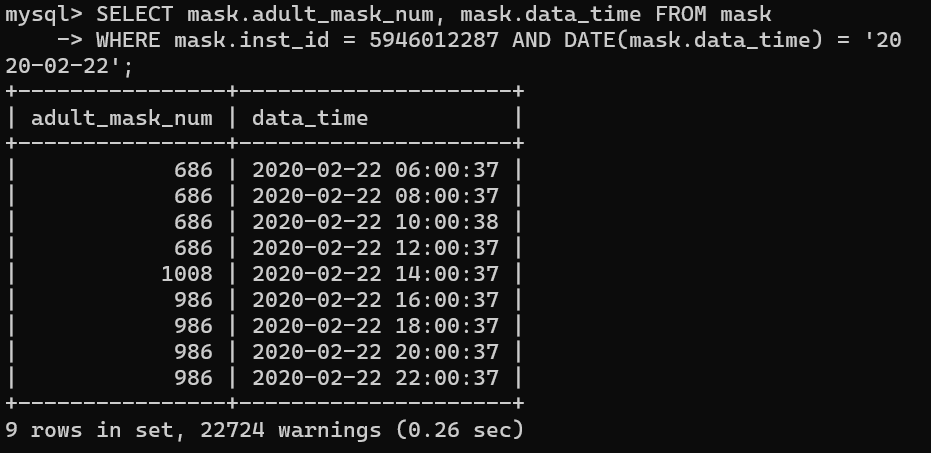 mysql> SELECT mask.adult_mask_num, mask.data_time FROM mask
    -> WHERE mask.inst_id = 5946012287 AND DATE(mask.data_time) = '20
20-02-22';
+----------------+---------------------+
| adult_mask_num | data_time           |
+----------------+---------------------+
|            686 | 2020-02-22 06:00:37 |
|            686 | 2020-02-22 08:00:37 |
|            686 | 2020-02-22 10:00:38 |
|            686 | 2020-02-22 12:00:37 |
|           1008 | 2020-02-22 14:00:37 |
|            986 | 2020-02-22 16:00:37 |
|            986 | 2020-02-22 18:00:37 |
|            986 | 2020-02-22 20:00:37 |
|            986 | 2020-02-22 22:00:37 |
+----------------+---------------------+
9 rows in set, 22724 warnings (0.26 sec)